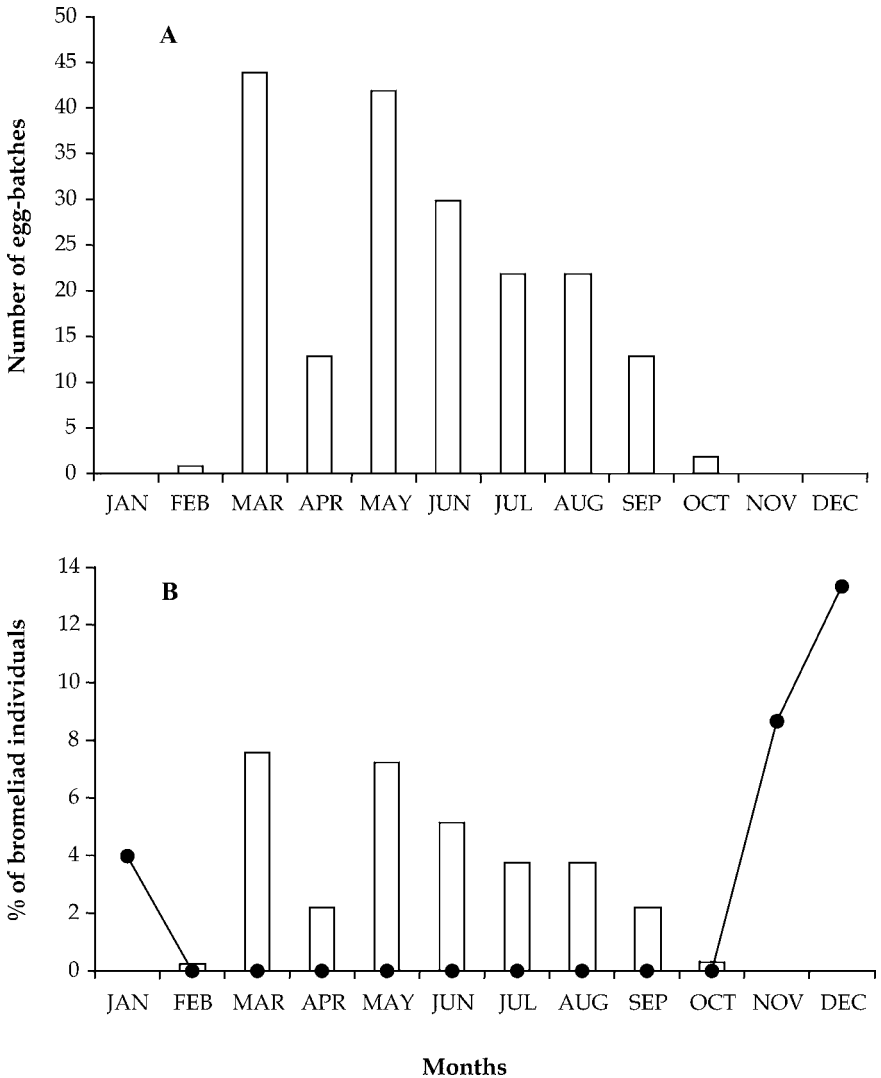 A
Number of egg-batches
50
45
40
35
30
25
20
15
10
5
0
JAN FEB MAR APR MAY JUN JUL AUG SEP OCT NOV DEC
B
% of bromeliad individuals
14
12
10
8
6
4
2
0
JAN FEB MAR APR MAY JUN JUL AUG SEP OCT NOV DEC
Months